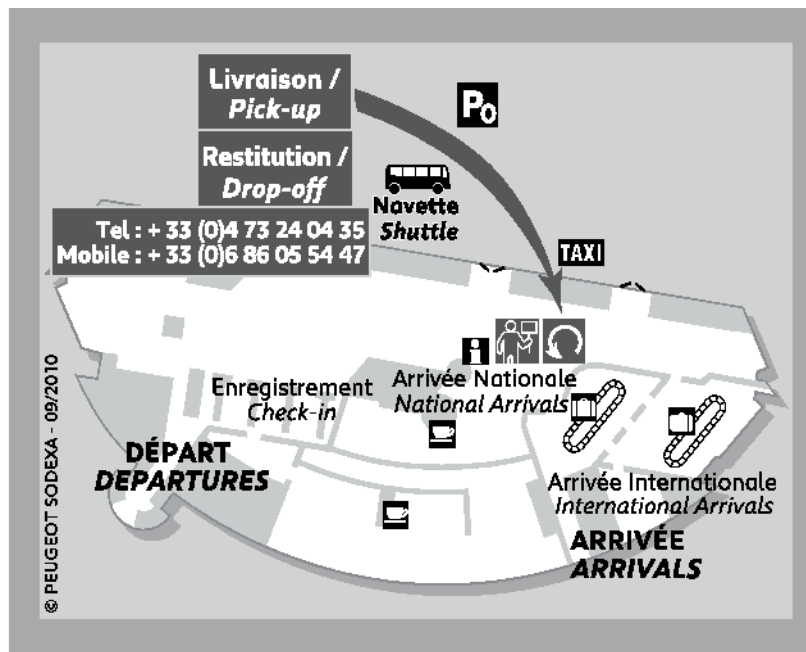 Livraison /
Pick-up
P0
Restitution /
Drop-off
Navette
Shuttle
Tel : + 33 (0)4 73 24 04 35
Mobile : + 33 (0)6 86 05 54 47
TAXI
i
Enregistrement
Check-in
Arrivée Nationale
National Arrivals
DÉPART
DEPARTURES
Arrivée Internationale
International Arrivals
ARRIVÉE
ARRIVALS
© PEUGEOT SODEXA - 09/2010